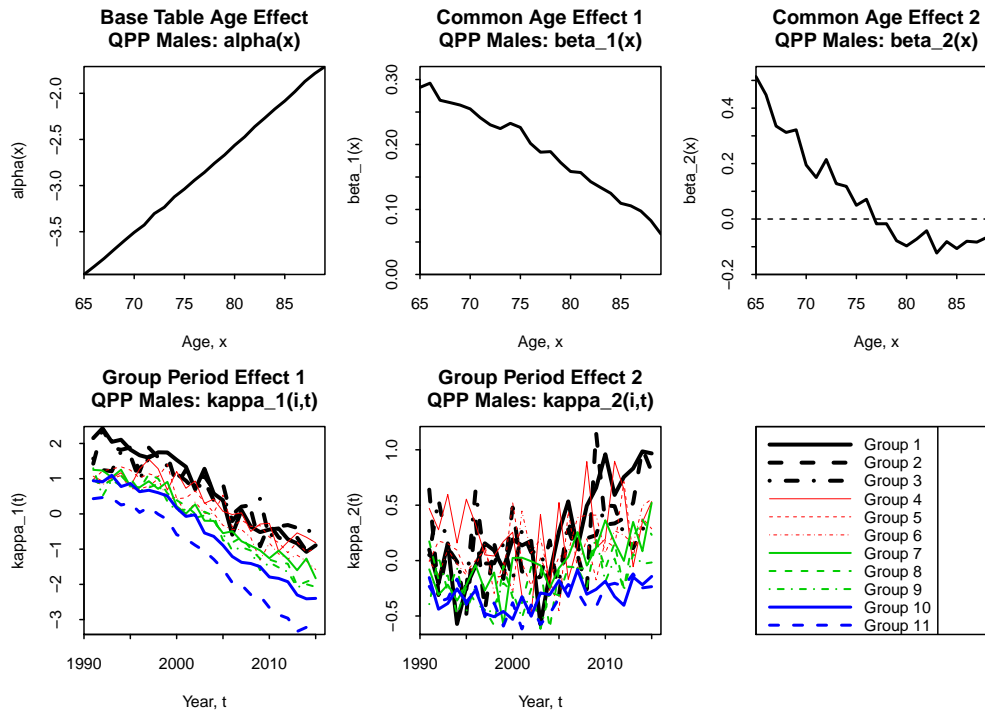 Base Table Age Effect
QPP Males: alpha(x)
alpha(x)
−2.0
−2.5
−3.0
−3.5
65 70 75 80 85
Age, x
Common Age Effect 1
QPP Males: beta_1(x)
beta_1(x)
0.30
0.20
0.10
0.00
65 70 75 80 85
Age, x
Common Age Effect 2
QPP Males: beta_2(x)
beta_2(x)
0.4
0.2
0.0
−0.2
65 70 75 80 85
Age, x
Group Period Effect 1
QPP Males: kappa_1(i,t)
kappa_1(t)
2
1
0
−1
−2
−3
1990 2000 2010
Year, t
Group Period Effect 2
QPP Males: kappa_2(i,t)
kappa_2(t)
1.0
0.5
0.0
−0.5
1990 2000 2010
Year, t
Group 1
Group 2
Group 3
Group 4
Group 5
Group 6
Group 7
Group 8
Group 9
Group 10
Group 11